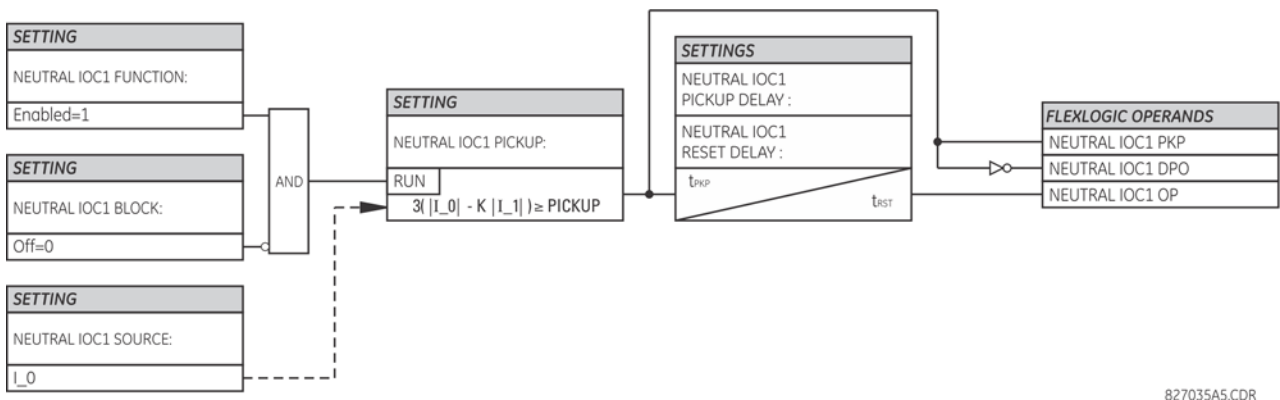 SETTING
NEUTRAL IOC1 FUNCTION:
Enabled=1
SETTING
NEUTRAL IOC1 BLOCK:
Off=0
SETTING
NEUTRAL IOC1 SOURCE:
I_0
AND
SETTING
NEUTRAL IOC1 PICKUP:
RUN
3( |I_0| - K |I_1| ) ≥ PICKUP
SETTINGS
NEUTRAL IOC1
PICKUP DELAY :
NEUTRAL IOC1
RESET DELAY :
tPKP
tRST
FLEXLOGIC OPERANDS
NEUTRAL IOC1 PKP
NEUTRAL IOC1 DPO
NEUTRAL IOC1 OP
827035A5.CDR